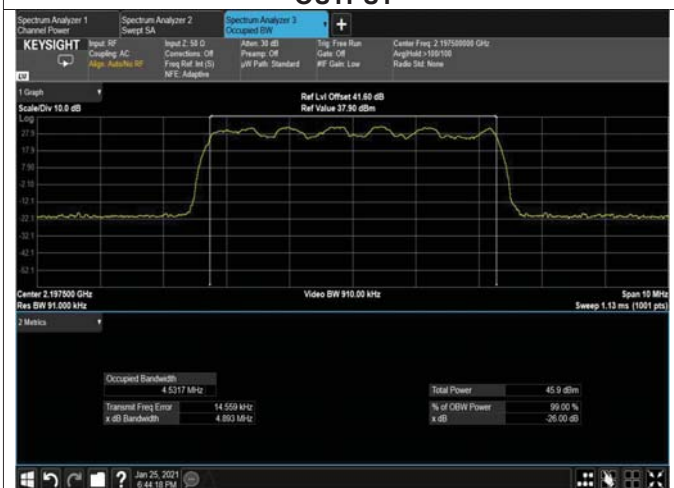 OUTPUT
Spectrum Analyzer 1 Channel Power
Spectrum Analyzer 2 Swept SA
Spectrum Analyzer 3 Occupied BW
+
KEYSIGHT
Input: RF
Coupling: AC
Align: Auto/No RF
Input Z: 50 Ω
Corrections: Off
Freq Ref: Int (S)
NFE: Adaptive
Atten: 30 dB
Preamp: Off
µW Path: Standard
Trig: Free Run
Gate: Off
#IF Gain: Low
Center Freq: 2.197500000 GHz
Avg|Hold:>100/100
Radio Std: None
1 Graph
Scale/Div 10.0 dB
Ref Lvl Offset 41.60 dB
Ref Value 37.90 dBm
Log
27.9
17.9
7.90
-2.10
-12.1
-22.1
-32.1
-42.1
-52.1
Center 2.197500 GHz
Res BW 91.000 kHz
Video BW 910.00 kHz
Span 10 MHz
Sweep 1.13 ms (1001 pts)
2 Metrics
Occupied Bandwidth
4.5317 MHz
Total Power 45.9 dBm
Transmit Freq Error 14.559 kHz
% of OBW Power 99.00 %
x dB Bandwidth 4.893 MHz
x dB -26.00 dB
?
Jan 25, 2021
6:44:18 PM